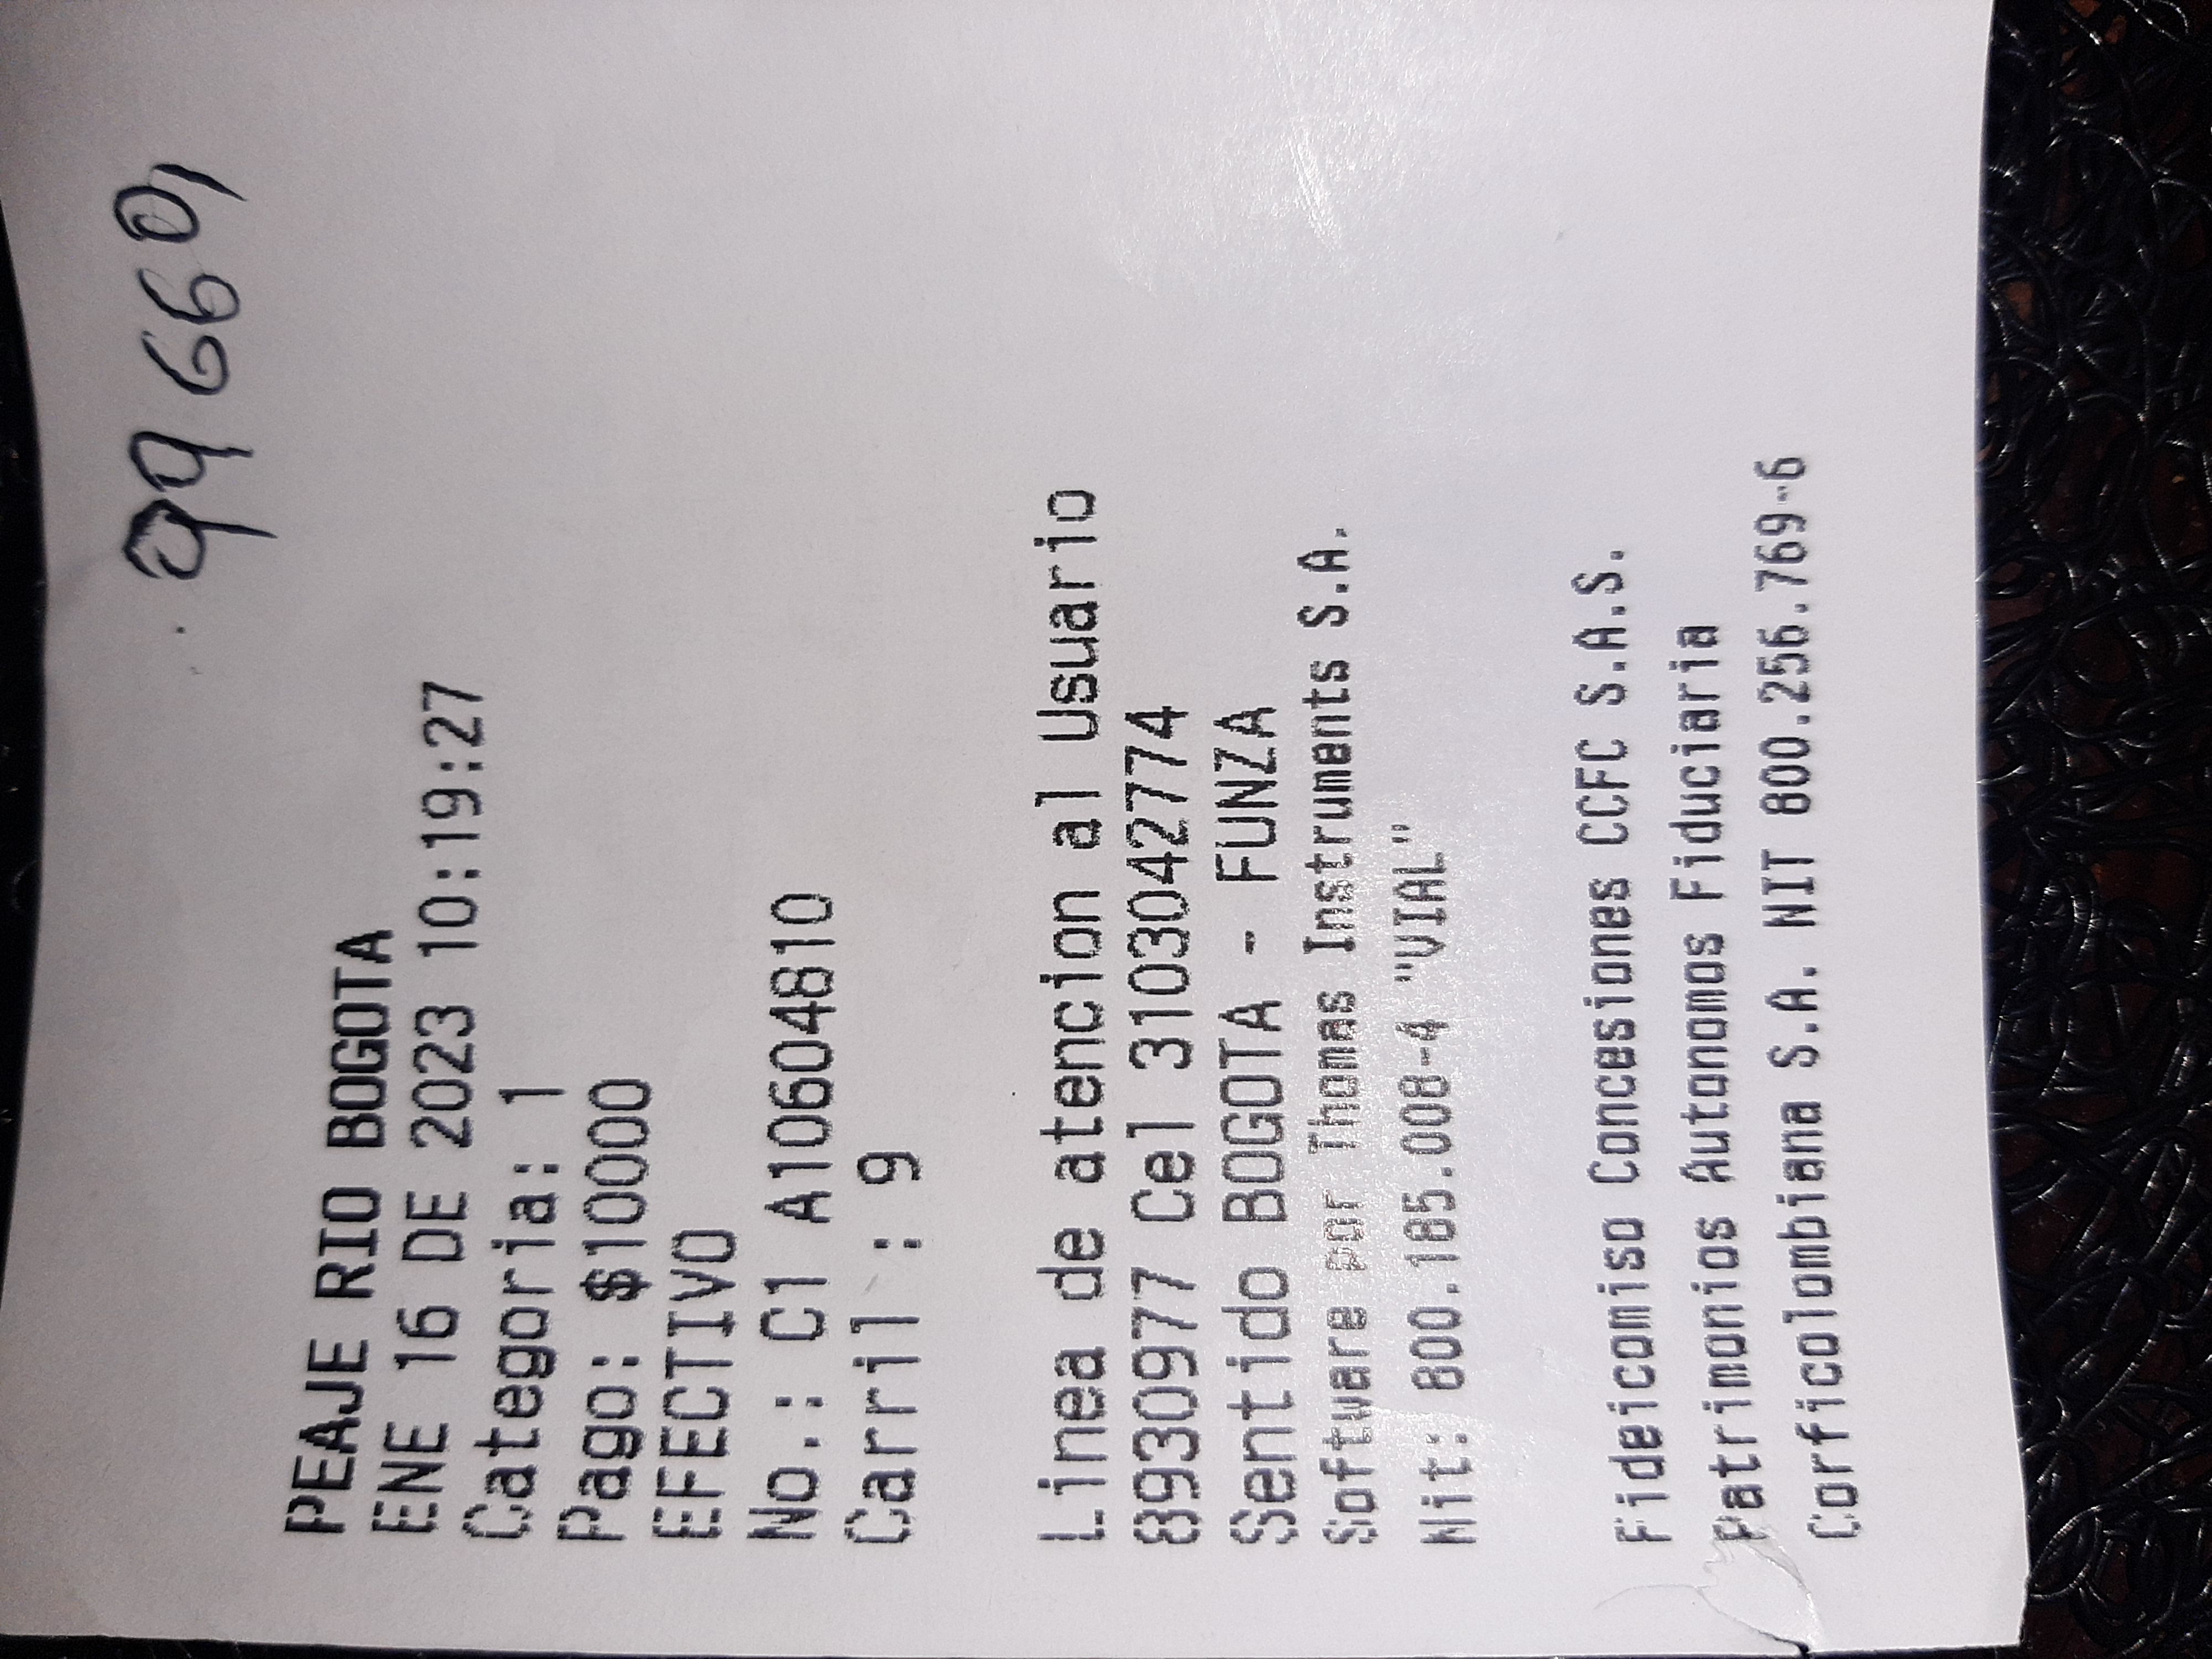 99660,
PEAJE RIO BOGOTA
ENE 16 DE 2023 10:19:27
Categoria: 1
Pago: $10000
EFECTIVO
No.: C1 A10604810
Carril : 9
Linea de atencion al Usuario
8930977 Cel 3103042774
Sentido BOGOTA - FUNZA
Software por Thomas Instruments S.A.
Nit: 800.185.008-4 "VIAL"
Fideicomiso Concesiones CCFC S.A.S.
Patrimonios Autonomos Fiduciaria
Corficolombiana S.A. NIT 800.256.769-6